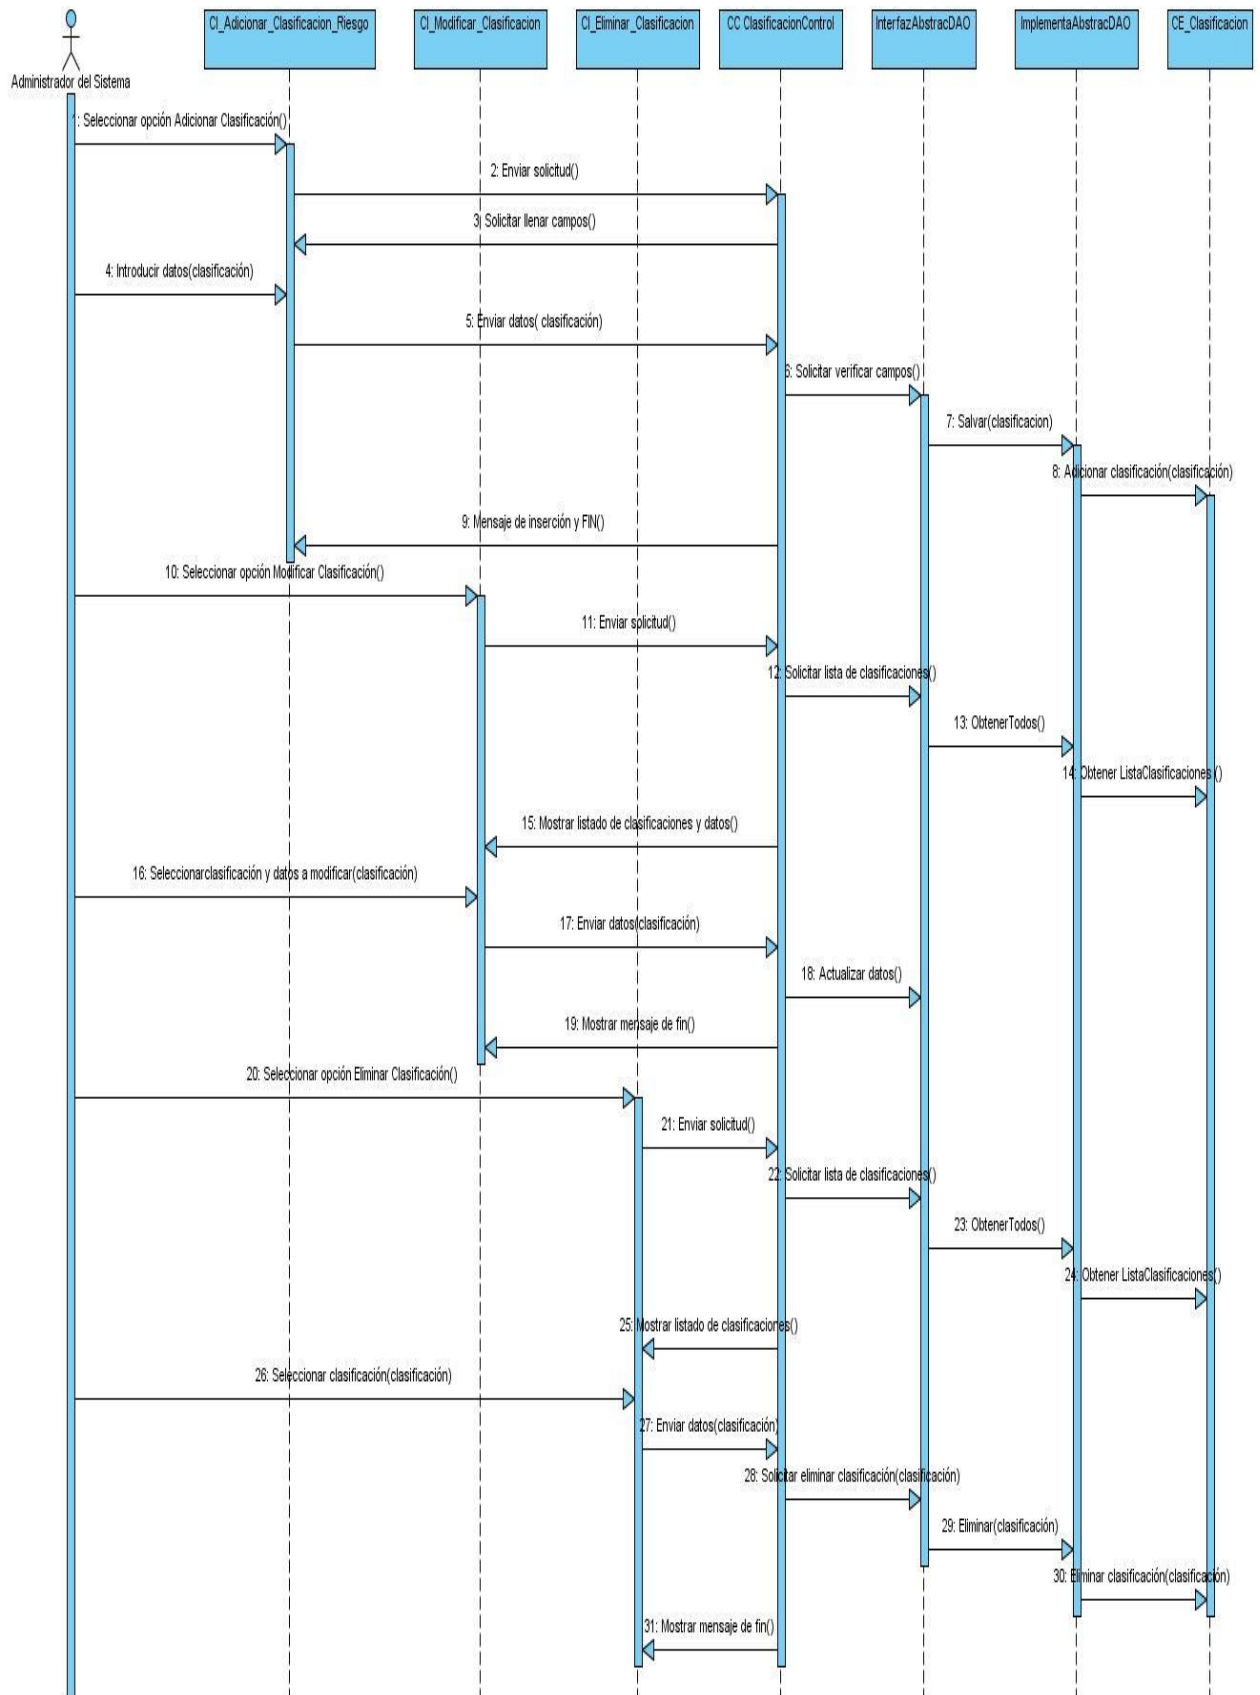 CI_Adicionar_Clasificacion_Riesgo
CI_Modificar_Clasificacion
CI_Eliminar_Clasificacion
CC ClasificacionControl
InterfazAbstracDAO
ImplementaAbstracDAO
CE_Clasificacion
Administrador del Sistema
1: Seleccionar opción Adicionar Clasificación()
2: Enviar solicitud()
3: Solicitar llenar campos()
4: Introducir datos(clasificación)
5: Enviar datos( clasificación)
6: Solicitar verificar campos()
7: Salvar(clasificacion)
8: Adicionar clasificación(clasificación)
9: Mensaje de inserción y FIN()
10: Seleccionar opción Modificar Clasificación()
11: Enviar solicitud()
12: Solicitar lista de clasificaciones()
13: ObtenerTodos()
14: Obtener ListaClasificaciones ()
15: Mostrar listado de clasificaciones y datos()
16: Seleccionarclasificación y datos a modificar(clasificación)
17: Enviar datos(clasificación)
18: Actualizar datos()
19: Mostrar mensaje de fin()
20: Seleccionar opción Eliminar Clasificación()
21: Enviar solicitud()
22: Solicitar lista de clasificaciones()
23: ObtenerTodos()
24: Obtener ListaClasificaciones()
25: Mostrar listado de clasificaciones()
26: Seleccionar clasificación(clasificación)
27: Enviar datos(clasificación)
28: Solicitar eliminar clasificación(clasificación)
29: Eliminar(clasificación)
30: Eliminar clasificación(clasificación)
31: Mostrar mensaje de fin()